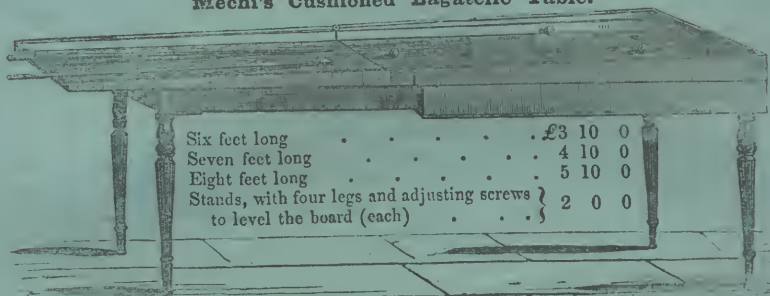 Mechi's Cushioned Bagatelle Table.
Six feet long . . . . . . £3 10 0
Seven feet long . . . . . 4 10 0
Eight feet long . . . . . 5 10 0
Stands, with four legs and adjusting screws } 2 0 0
to level the board (each) . . . }